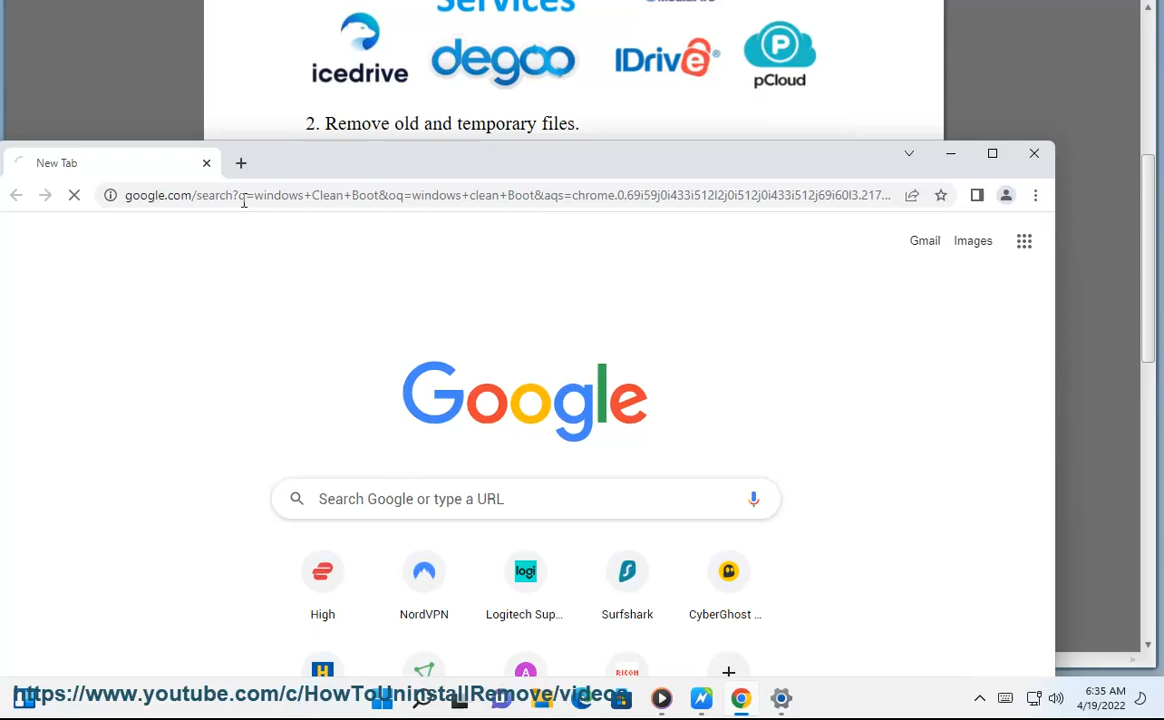 Services
icedrive
degoo
IDrive®
pCloud
2. Remove old and temporary files.
New Tab
google.com/search?q=windows+Clean+Boot&oq=windows+clean+Boot&aqs=chrome.0.69i59j0i433i512l2j0i512j0i433i512j69i60l3.217...
Gmail
Images
Google
Search Google or type a URL
High
NordVPN
logi
Logitech Sup...
Surfshark
CyberGhost ...
H
A
RICOH
https://www.youtube.com/c/HowToUninstallRemove/videos
6:35 AM
4/19/2022